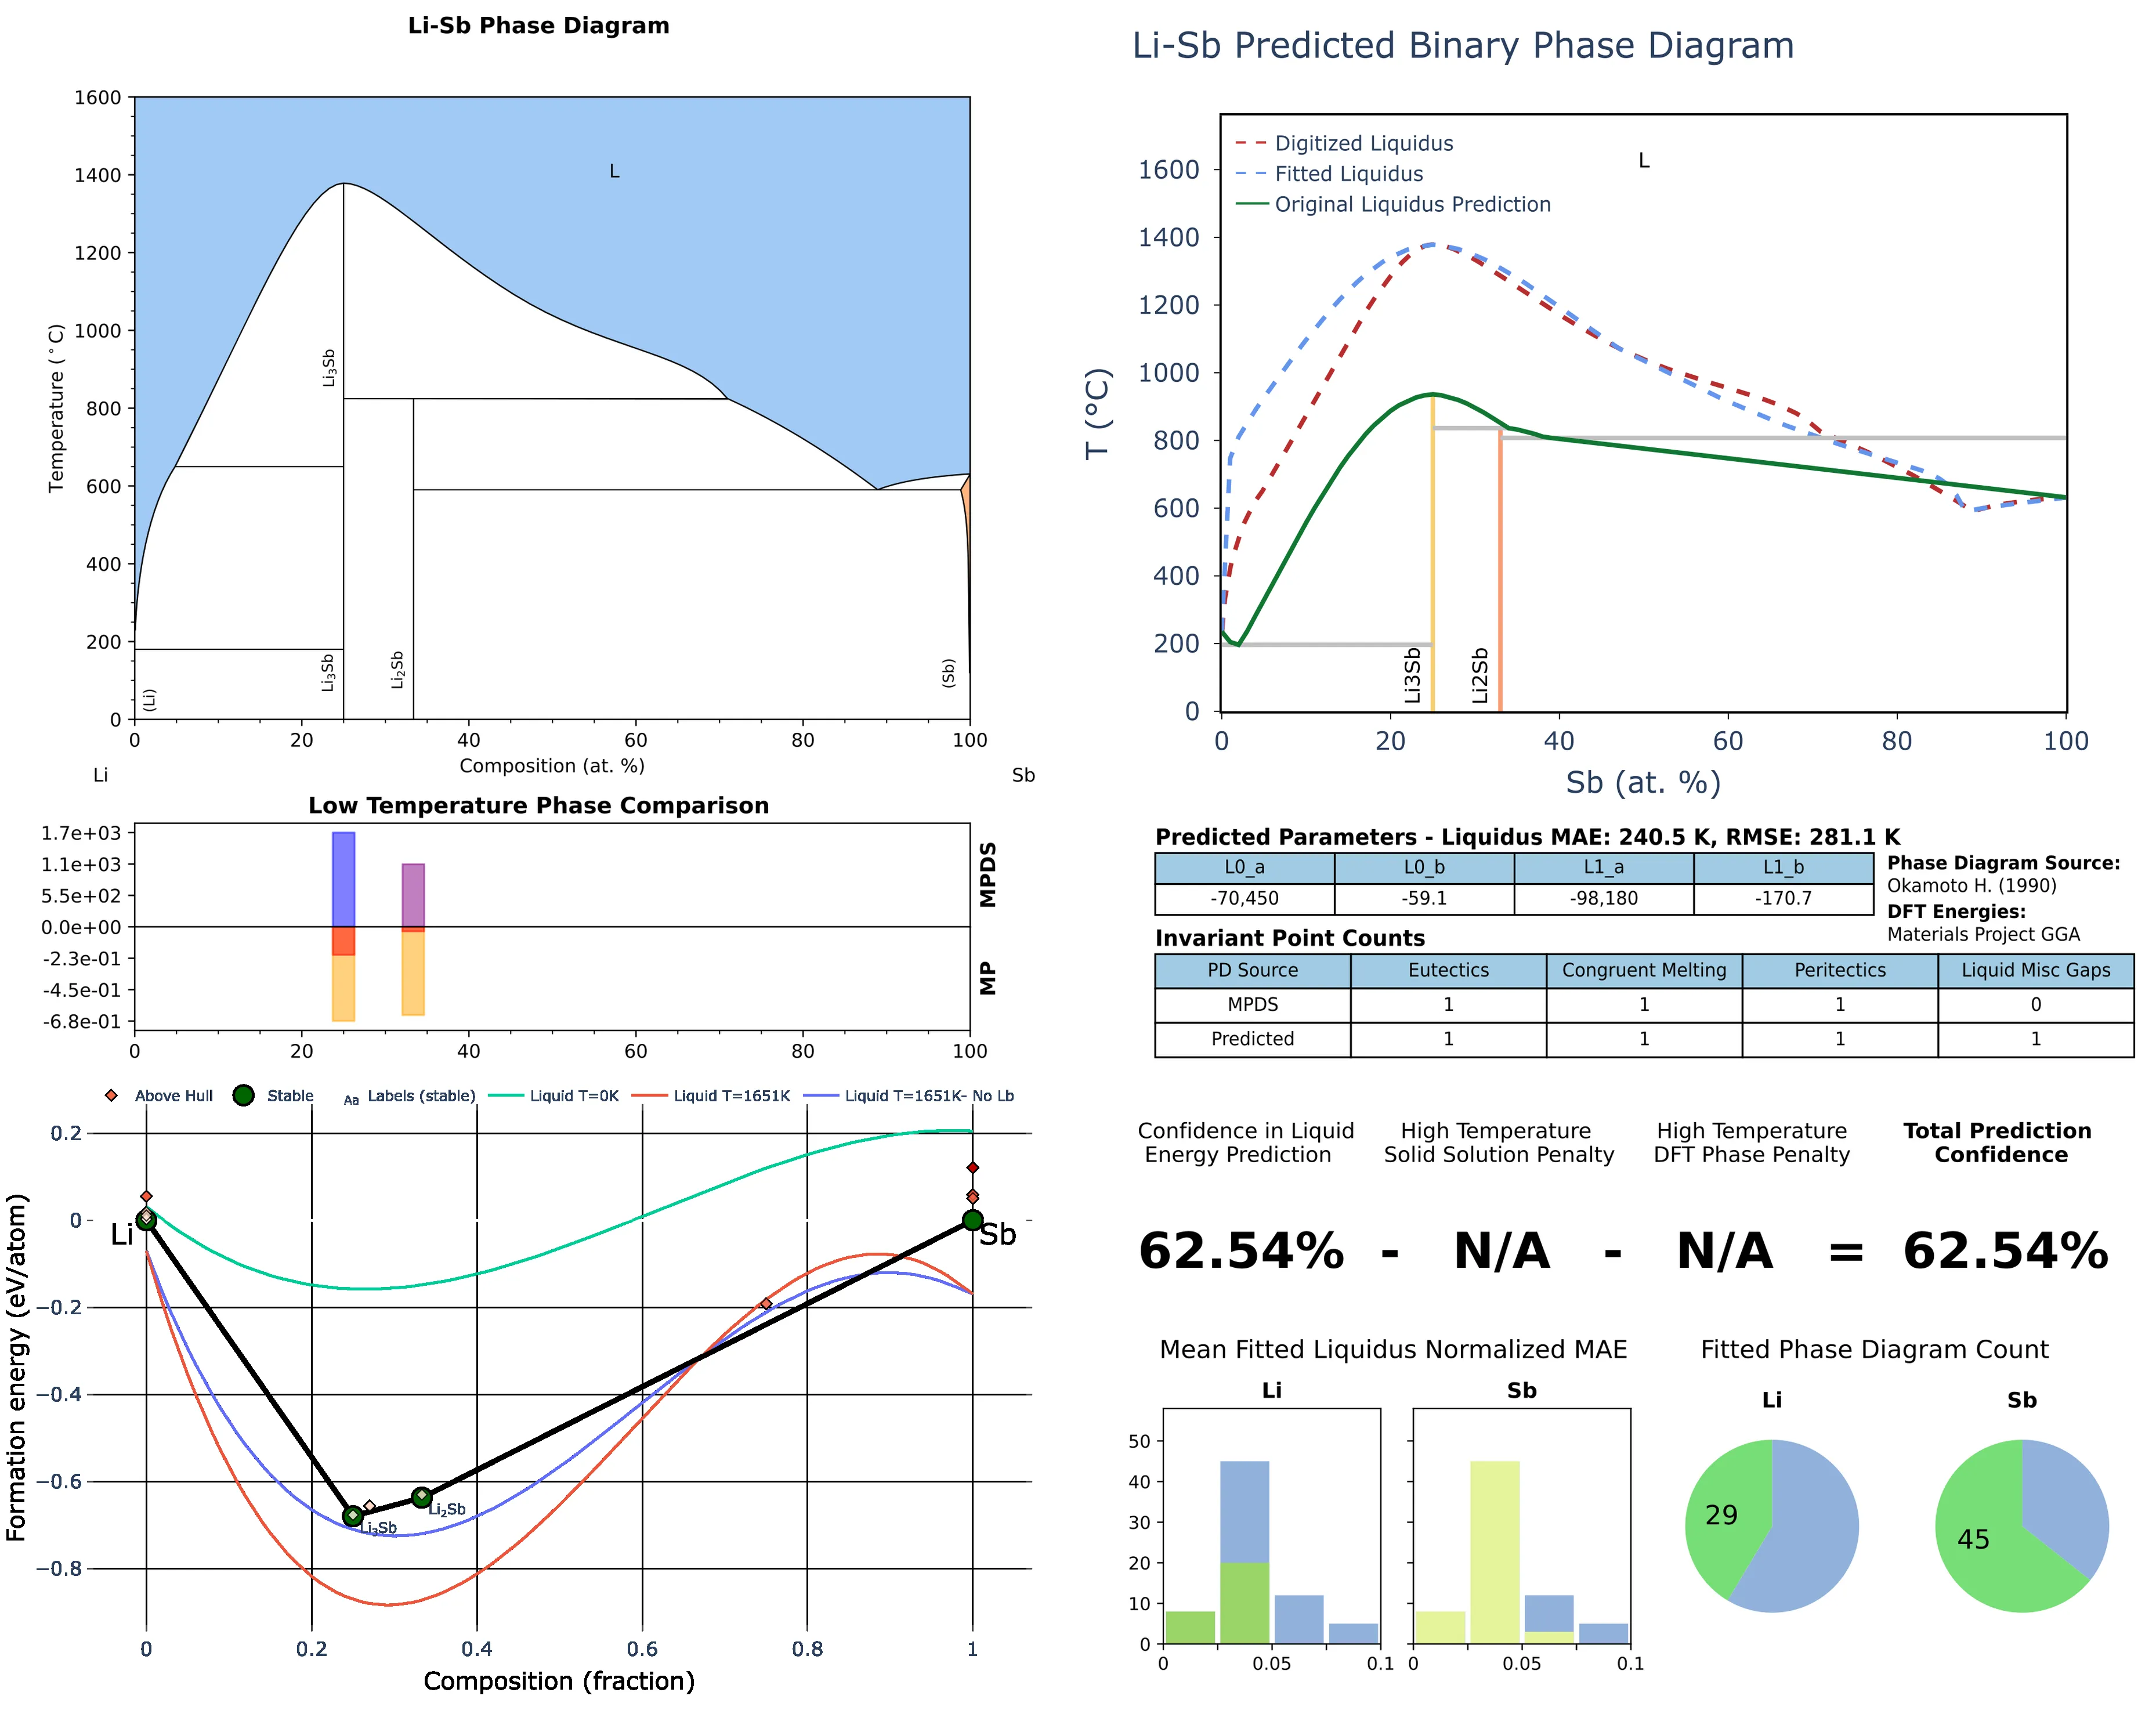 Li-Sb Phase Diagram
1600
1400
1200
1000
800
600
400
200
0
Temperature (°C)
L
Li3Sb
Li3Sb
Li2Sb
(Li)
(Sb)
0 20 40 60 80 100
Composition (at. %)
Li
Sb
Li-Sb Predicted Binary Phase Diagram
Digitized Liquidus
Fitted Liquidus
Original Liquidus Prediction
L
1600
1400
1200
1000
800
600
400
200
0
T (°C)
Li3Sb
Li2Sb
0 20 40 60 80 100
Sb (at. %)
Low Temperature Phase Comparison
1.7e+03
1.1e+03
5.5e+02
0.0e+00
-2.3e-01
-4.5e-01
-6.8e-01
MPDS
MP
0 20 40 60 80 100
Predicted Parameters - Liquidus MAE: 240.5 K, RMSE: 281.1 K
L0_a L0_b L1_a L1_b
-70,450 -59.1 -98,180 -170.7
Phase Diagram Source:
Okamoto H. (1990)
DFT Energies:
Materials Project GGA
Invariant Point Counts
PD Source Eutectics Congruent Melting Peritectics Liquid Misc Gaps
MPDS 1 1 1 0
Predicted 1 1 1 1
Above Hull Stable Aa Labels (stable) Liquid T=0K Liquid T=1651K Liquid T=1651K- No Lb
0.2
0
−0.2
−0.4
−0.6
−0.8
Formation energy (eV/atom)
Li
Sb
Li3Sb
Li2Sb
0 0.2 0.4 0.6 0.8 1
Composition (fraction)
Confidence in Liquid
Energy Prediction
High Temperature
Solid Solution Penalty
High Temperature
DFT Phase Penalty
Total Prediction
Confidence
62.54% - N/A - N/A = 62.54%
Mean Fitted Liquidus Normalized MAE
Li
Sb
50
40
30
20
10
0
0 0.05 0.1
0 0.05 0.1
Fitted Phase Diagram Count
Li
Sb
29
45